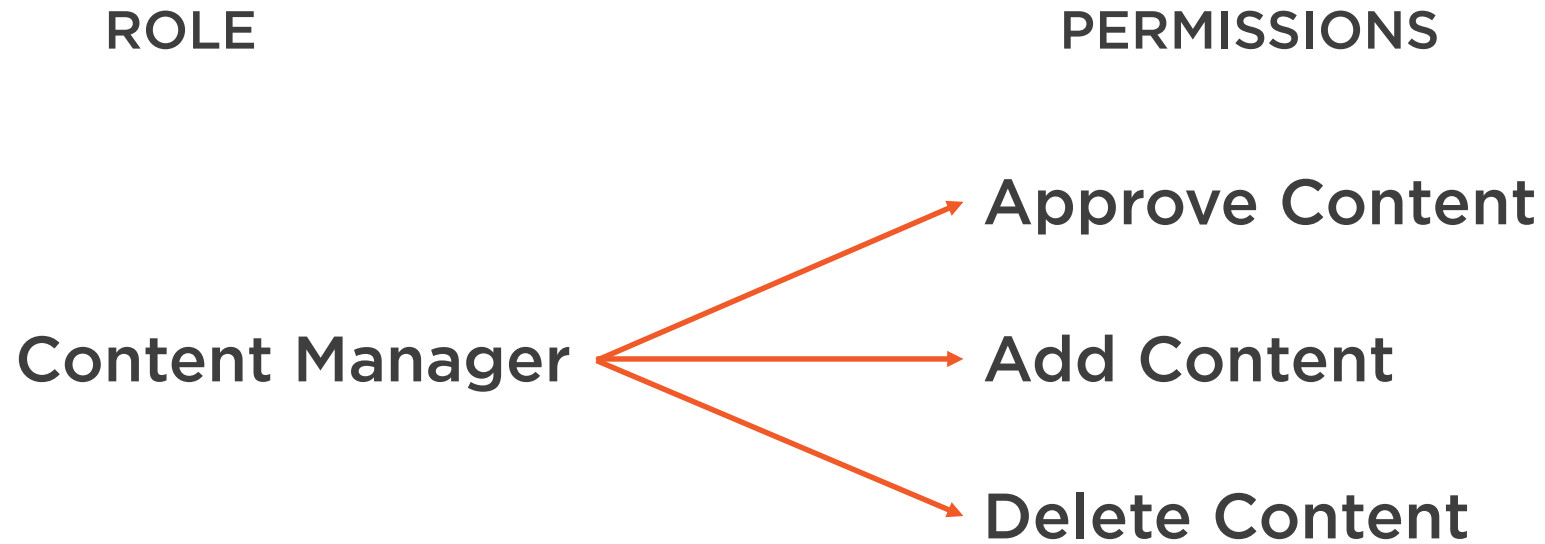 ROLE
PERMISSIONS
Approve Content
Content Manager
Add Content
Delete Content